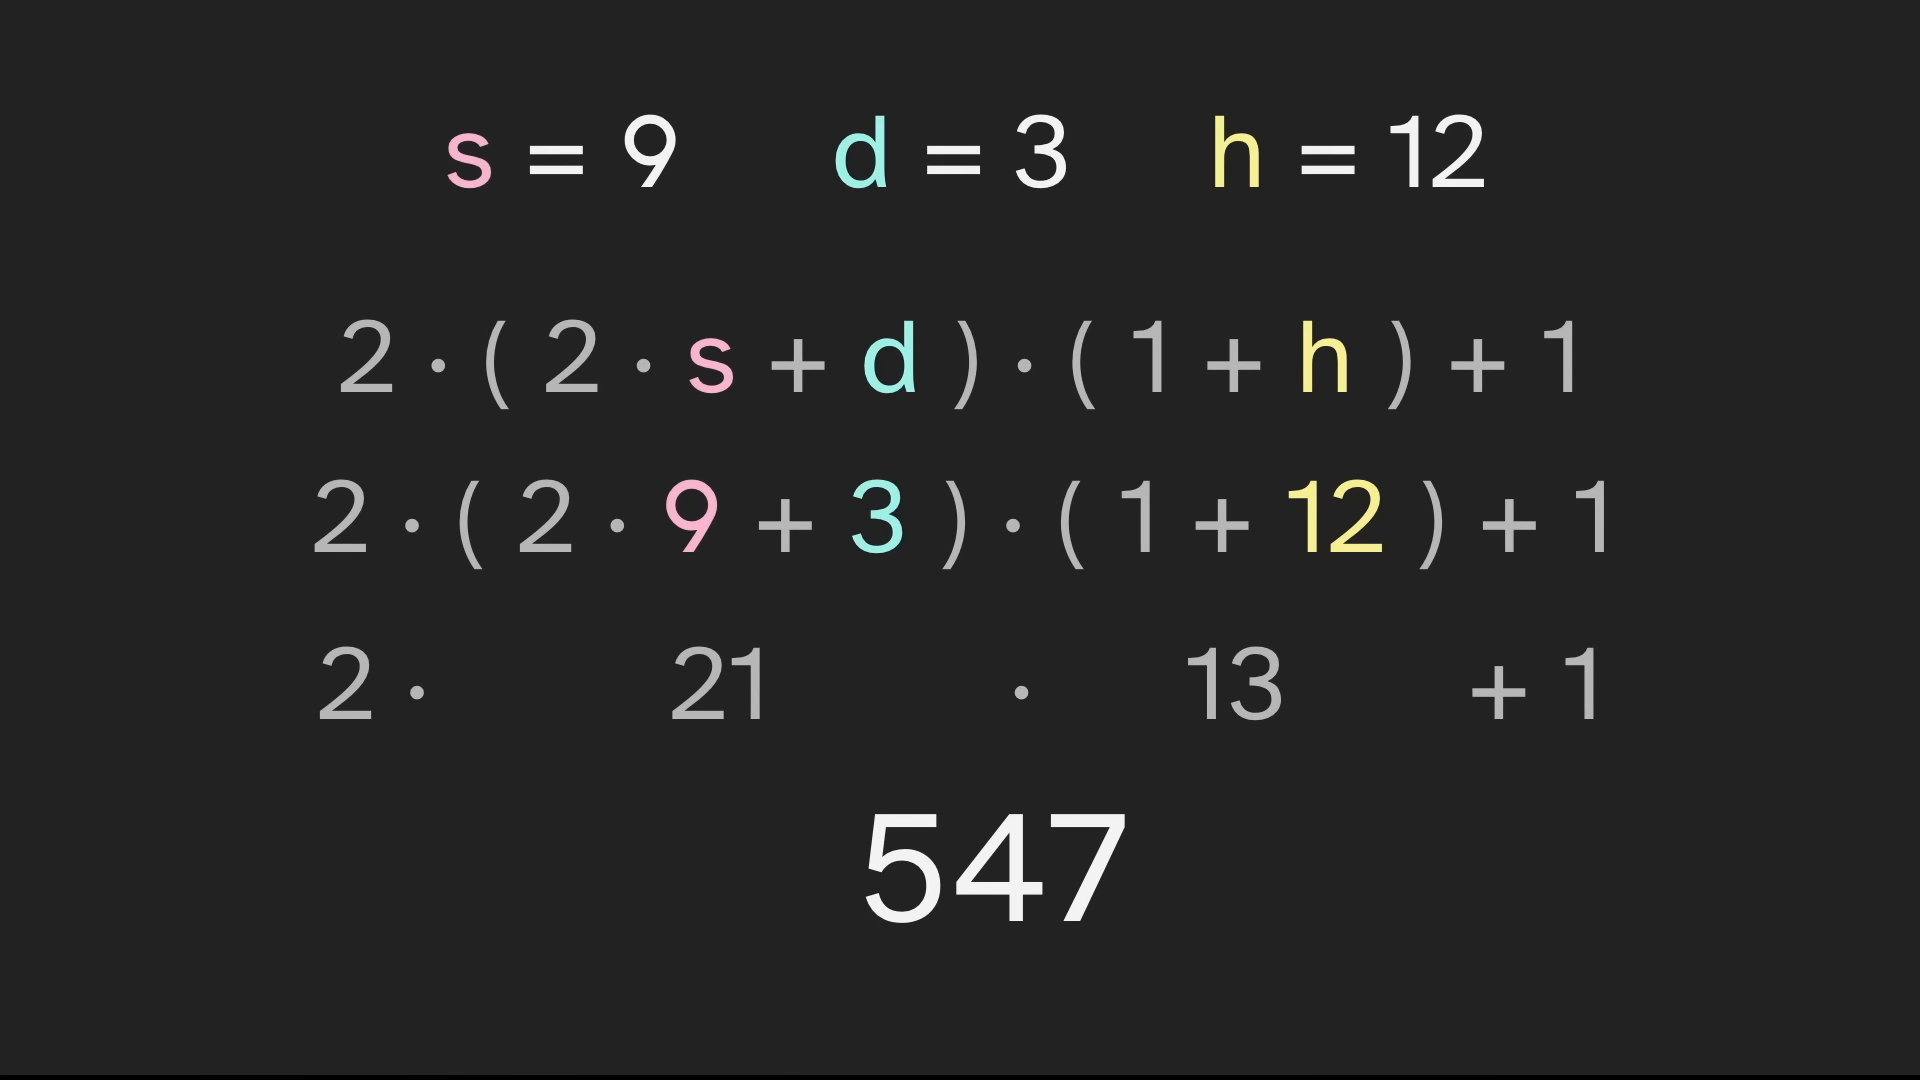 s = 9 d = 3 h = 12
2 · ( 2 · s + d ) · ( 1 + h ) + 1
2 · ( 2 · 9 + 3 ) · ( 1 + 12 ) + 1
2 · 21 · 13 + 1
547